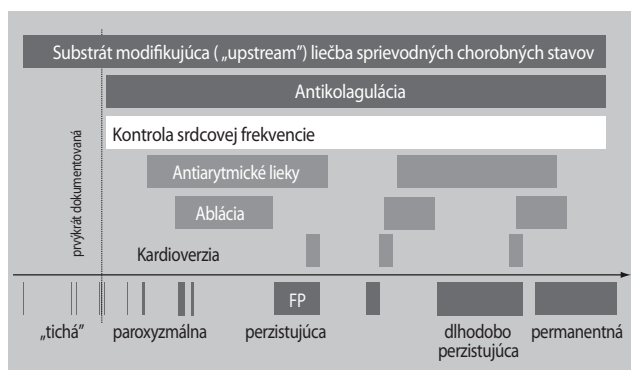 Substrát modifikujúca ( „upstream”) liečba sprievodných chorobných stavov
Antikolagulácia
Kontrola srdcovej frekvencie
prvýkrát dokumentovaná
Antiarytmické lieky
Ablácia
Kardioverzia
FP
„tichá”
paroxyzmálna
perzistujúca
dlhodobo
perzistujúca
permanentná